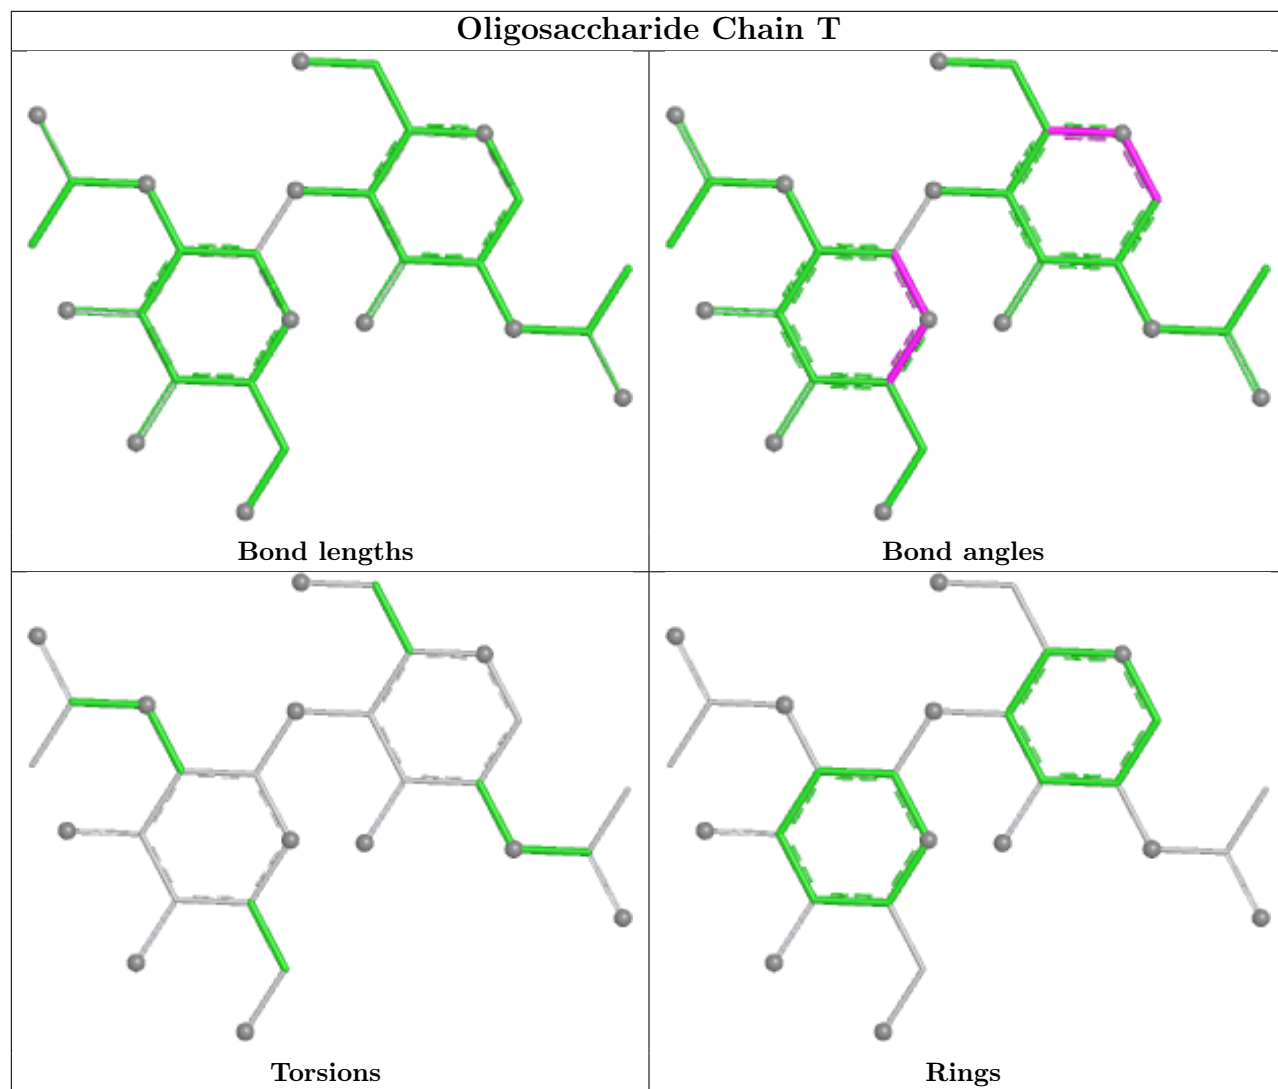 Oligosaccharide Chain T
Bond lengths
Bond angles
Torsions
Rings